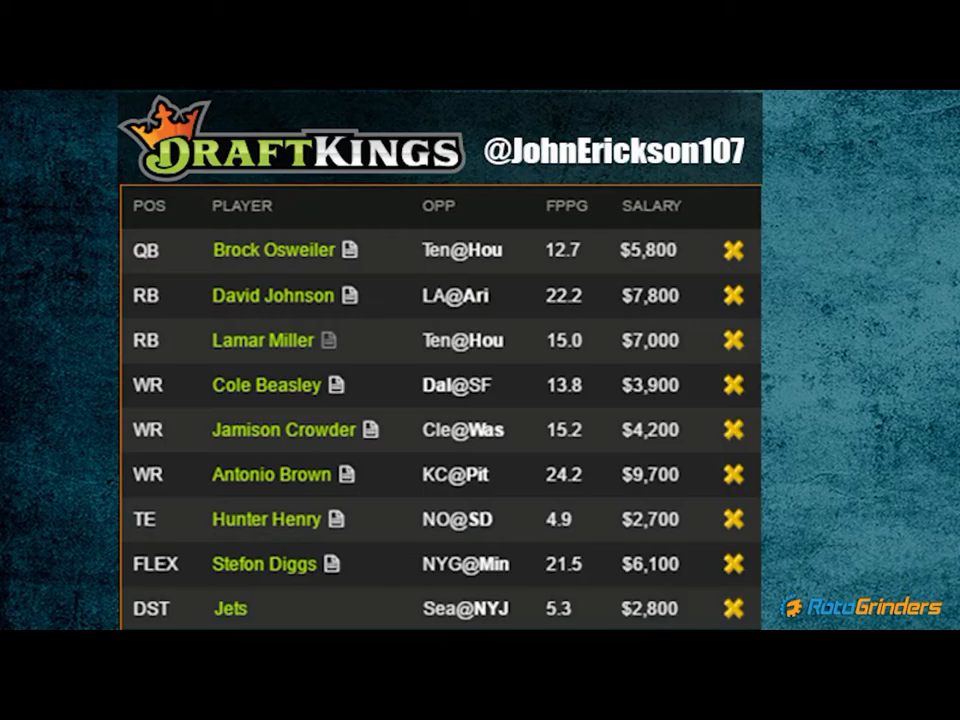 DRAFTKINGS @JohnErickson107
POS PLAYER OPP FPPG SALARY
QB Brock Osweiler Ten@Hou 12.7 $5,800
RB David Johnson LA@Ari 22.2 $7,800
RB Lamar Miller Ten@Hou 15.0 $7,000
WR Cole Beasley Dal@SF 13.8 $3,900
WR Jamison Crowder Cle@Was 15.2 $4,200
WR Antonio Brown KC@Pit 24.2 $9,700
TE Hunter Henry NO@SD 4.9 $2,700
FLEX Stefon Diggs NYG@Min 21.5 $6,100
DST Jets Sea@NYJ 5.3 $2,800
RotoGrinders